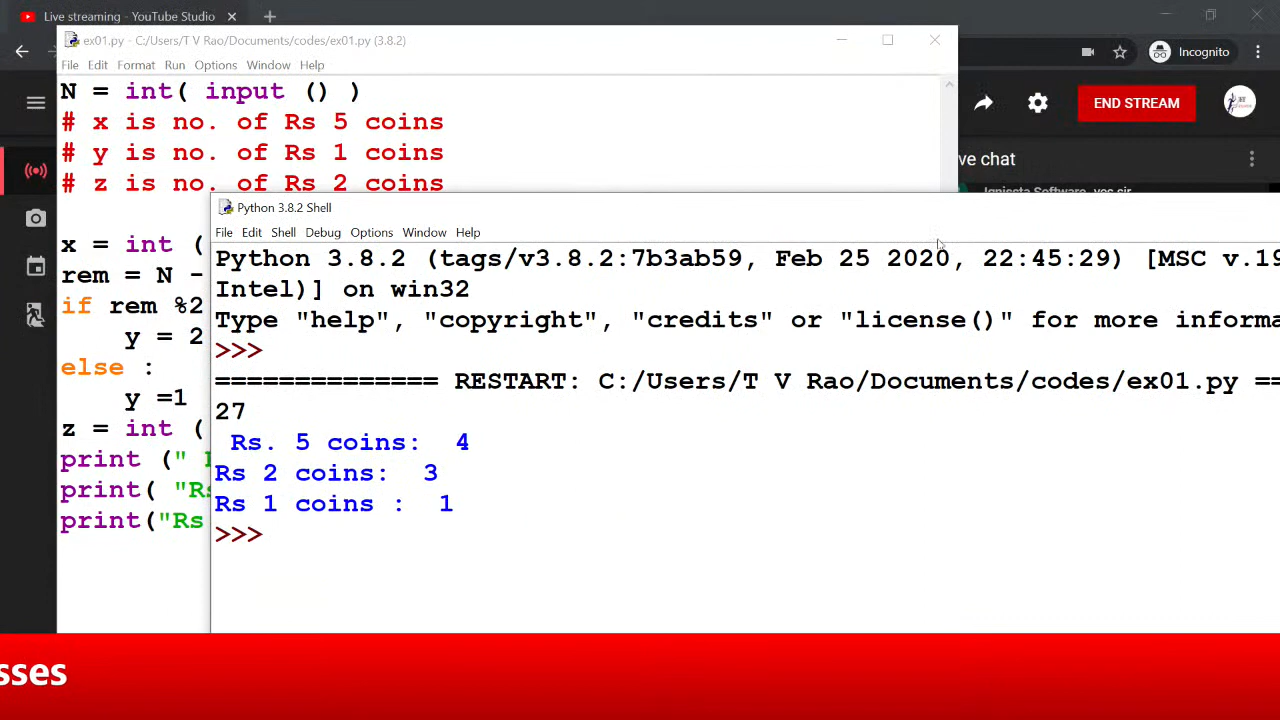 Live streaming - YouTube Studio
Incognito
ex01.py - C:/Users/T V Rao/Documents/codes/ex01.py (3.8.2)
File Edit Format Run Options Window Help
N = int( input () )
# x is no. of Rs 5 coins
# y is no. of Rs 1 coins
# z is no. of Rs 2 coins
x = int (
rem = N -
if rem %2
y = 2
else :
y =1
z = int (
print ("
print( "Rs
print("Rs
END STREAM
ve chat
Igniesta Software, yes sir
Python 3.8.2 Shell
File Edit Shell Debug Options Window Help
Python 3.8.2 (tags/v3.8.2:7b3ab59, Feb 25 2020, 22:45:29) [MSC v.19
Intel)] on win32
Type "help", "copyright", "credits" or "license()" for more informa
>>>
============== RESTART: C:/Users/T V Rao/Documents/codes/ex01.py ==
27
Rs. 5 coins: 4
Rs 2 coins: 3
Rs 1 coins : 1
>>>
sses